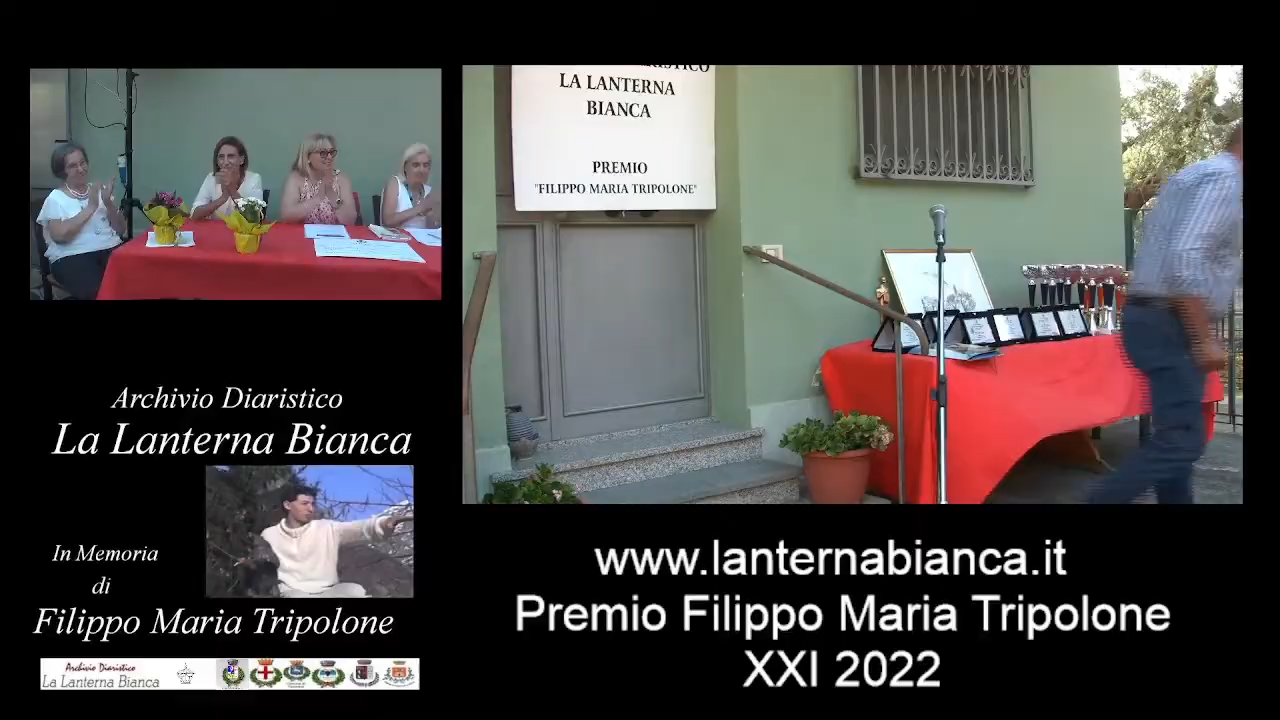 LA LANTERNA
BIANCA
PREMIO
"FILIPPO MARIA TRIPOLONE"
Archivio Diaristico
La Lanterna Bianca
In Memoria
di
Filippo Maria Tripolone
Archivio Diaristico
La Lanterna Bianca
www.lanternabianca.it
Premio Filippo Maria Tripolone
XXI 2022